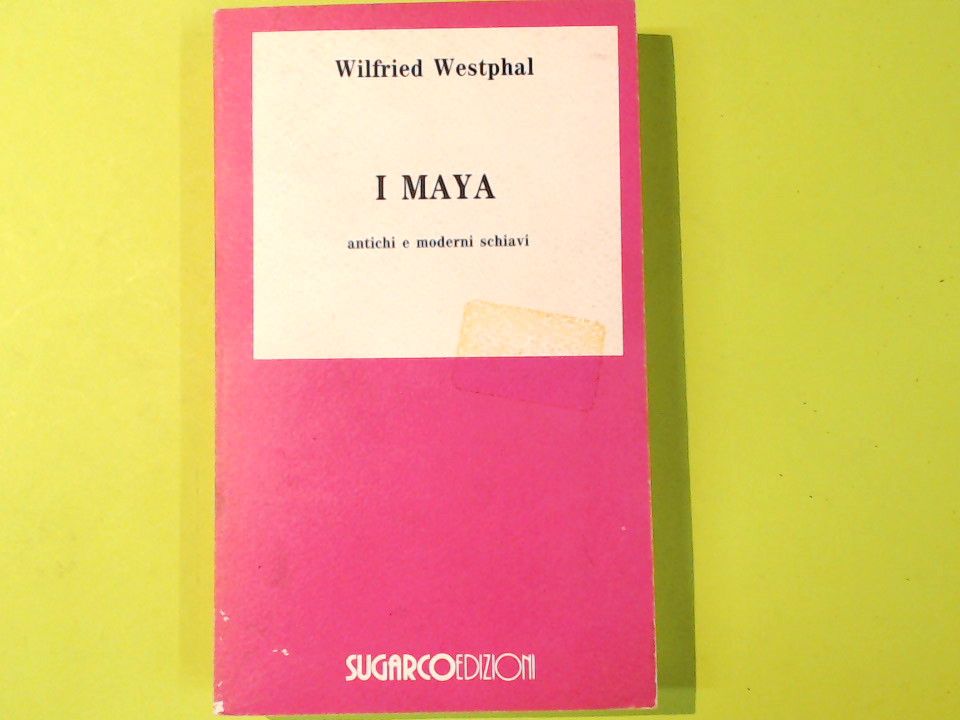 Wilfried Westphal
I MAYA
antichi e moderni schiavi
SUGARCOEDIZIONI